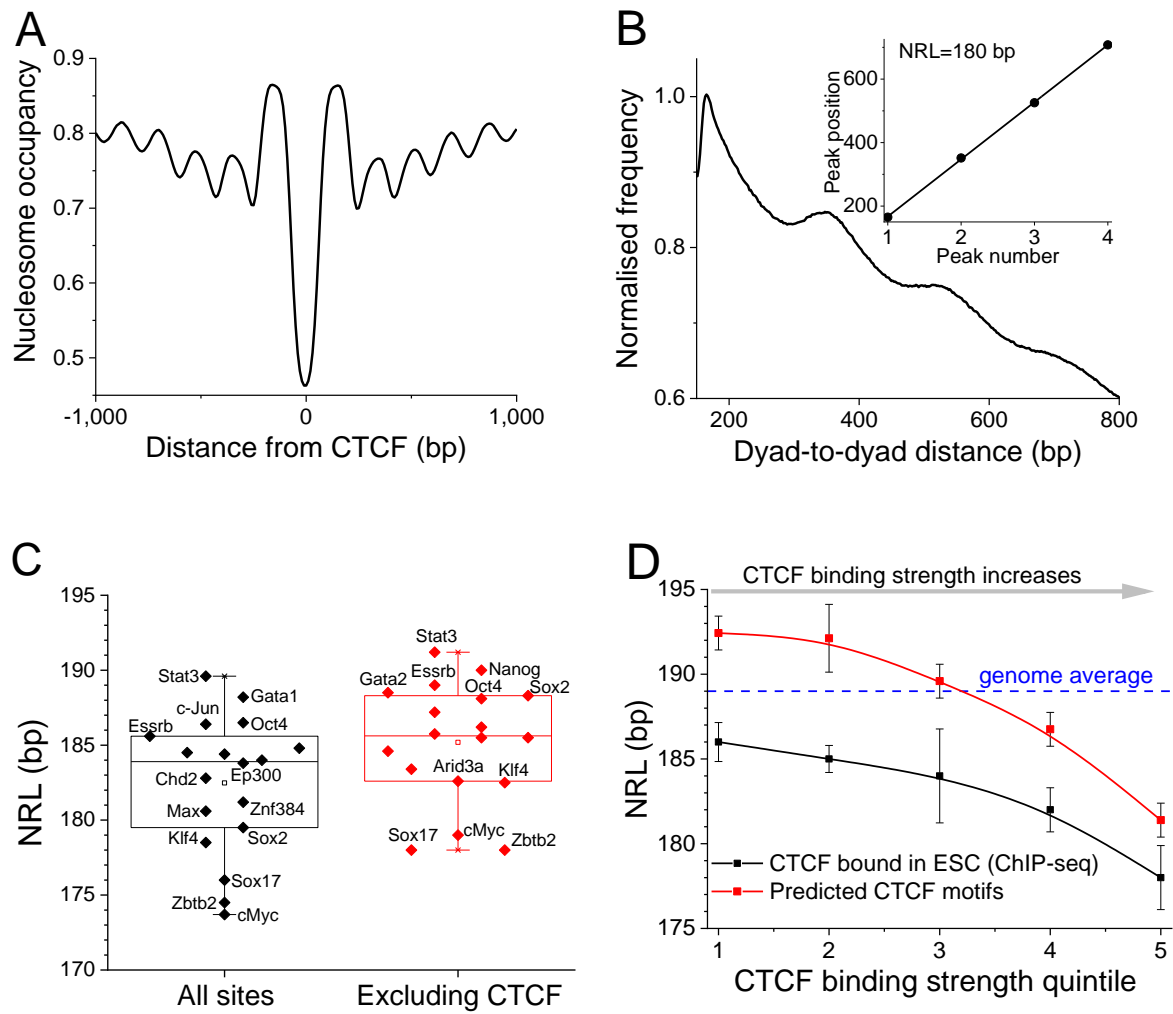 A
Nucleosome occupancy
0.9
0.8
0.7
0.6
0.5
-1,000
0
1,000
Distance from CTCF (bp)
B
Normalised frequency
1.0
0.8
0.6
200
400
600
800
Dyad-to-dyad distance (bp)
NRL=180 bp
Peak position
600
400
200
1
2
3
4
Peak number
C
NRL (bp)
195
190
185
180
175
170
Stat3
Gata1
c-Jun
Oct4
Essrb
Ep300
Chd2
Max
Znf384
Klf4
Sox2
Sox17
Zbtb2
cMyc
Stat3
Essrb
Nanog
Gata2
Oct4
Sox2
Arid3a
Klf4
Sox17
cMyc
Zbtb2
All sites
Excluding CTCF
D
NRL (bp)
195
190
185
180
175
CTCF binding strength increases
genome average
CTCF bound in ESC (ChIP-seq)
Predicted CTCF motifs
1
2
3
4
5
CTCF binding strength quintile